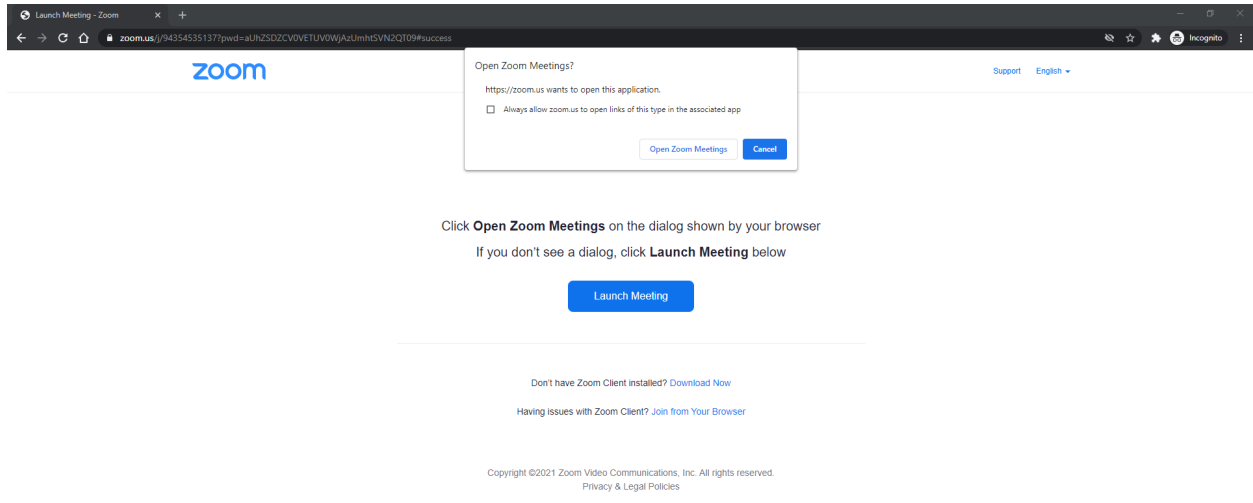 Launch Meeting - Zoom
zoom.us/j/94354535137?pwd=aUhZSDZCV0VETUV0WjAzUmhtSVN2QT09#success
Incognito
zoom
Support English
Open Zoom Meetings?
https://zoom.us wants to open this application.
Always allow zoom.us to open links of this type in the associated app
Open Zoom Meetings Cancel
Click Open Zoom Meetings on the dialog shown by your browser
If you don't see a dialog, click Launch Meeting below
Launch Meeting
Don't have Zoom Client installed? Download Now
Having issues with Zoom Client? Join from Your Browser
Copyright ©2021 Zoom Video Communications, Inc. All rights reserved.
Privacy & Legal Policies